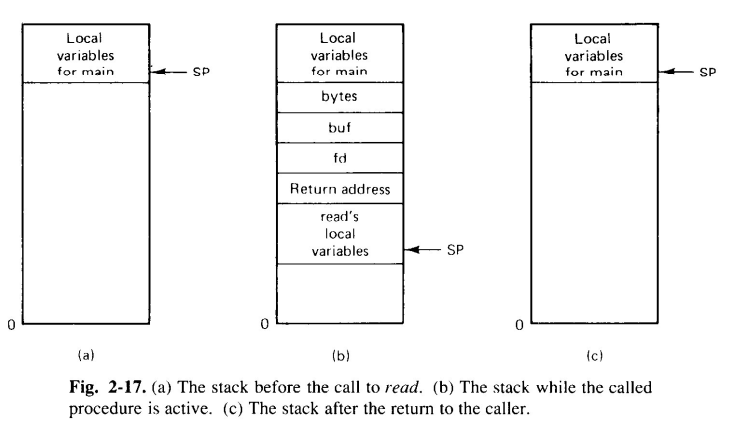 Local
variables
for main
SP
0
(a)
Local
variables
for main
bytes
buf
fd
Return address
read's
local
variables
SP
0
(b)
Local
variables
for main
SP
0
(c)
Fig. 2-17. (a) The stack before the call to read. (b) The stack while the called
procedure is active. (c) The stack after the return to the caller.